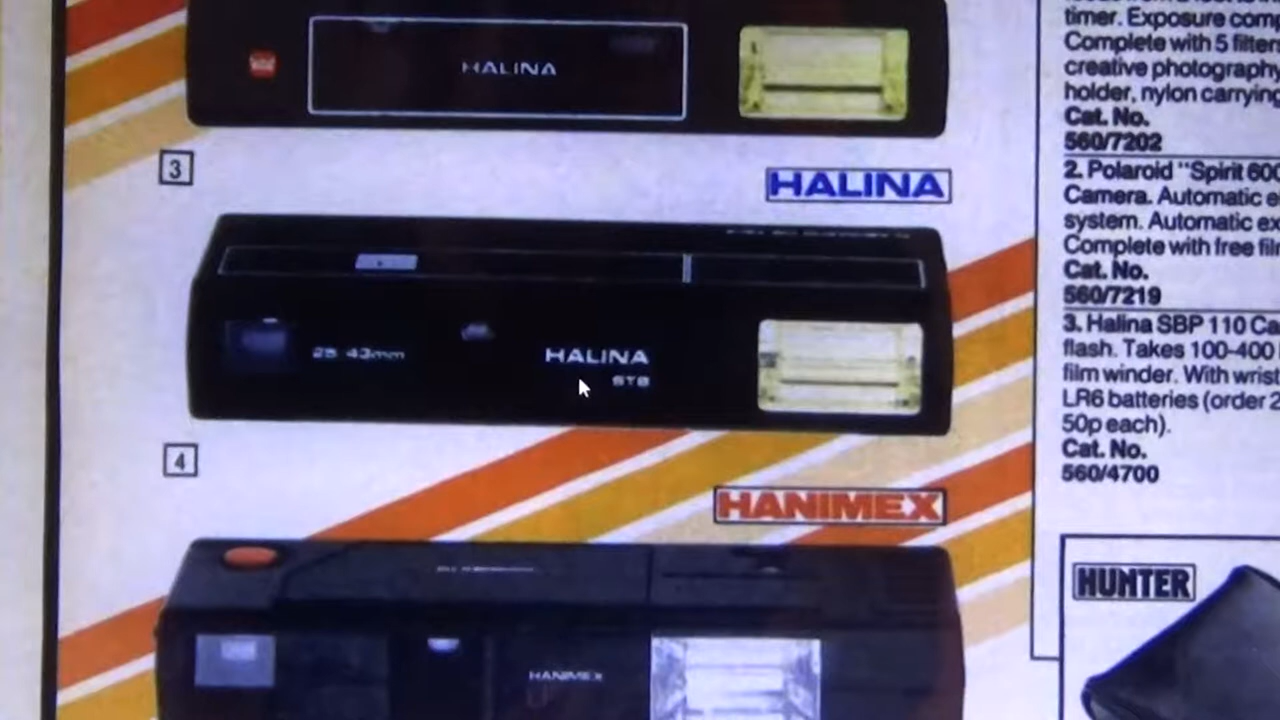 HALINA
3
HALINA
25 43mm
HALINA
4
HANIMEX
HANIMEX
timer. Exposure comp
Complete with 5 filters
creative photography
holder, nylon carrying
Cat. No.
560/7202
2. Polaroid "Spirit 600
Camera. Automatic e
system. Automatic ex
Complete with free film
Cat. No.
560/7219
3. Halina SBP 110 Ca
flash. Takes 100-400
film winder. With wrist
LR6 batteries (order 2
50p each).
Cat. No.
560/4700
HUNTER